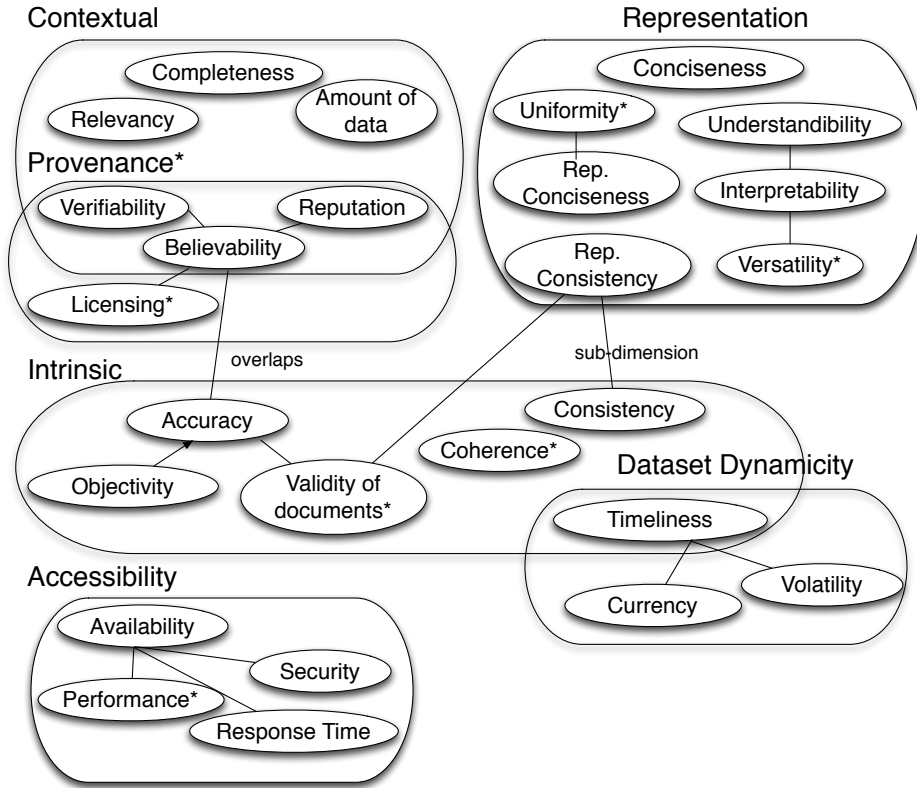 Contextual
Completeness
Relevancy
Amount of
data
Provenance*
Verifiability
Reputation
Believability
Licensing*
Representation
Conciseness
Uniformity*
Understandibility
Rep.
Conciseness
Interpretability
Rep.
Consistency
Versatility*
overlaps
sub-dimension
Intrinsic
Accuracy
Consistency
Coherence*
Objectivity
Validity of
documents*
Dataset Dynamicity
Timeliness
Volatility
Currency
Accessibility
Availability
Security
Performance*
Response Time